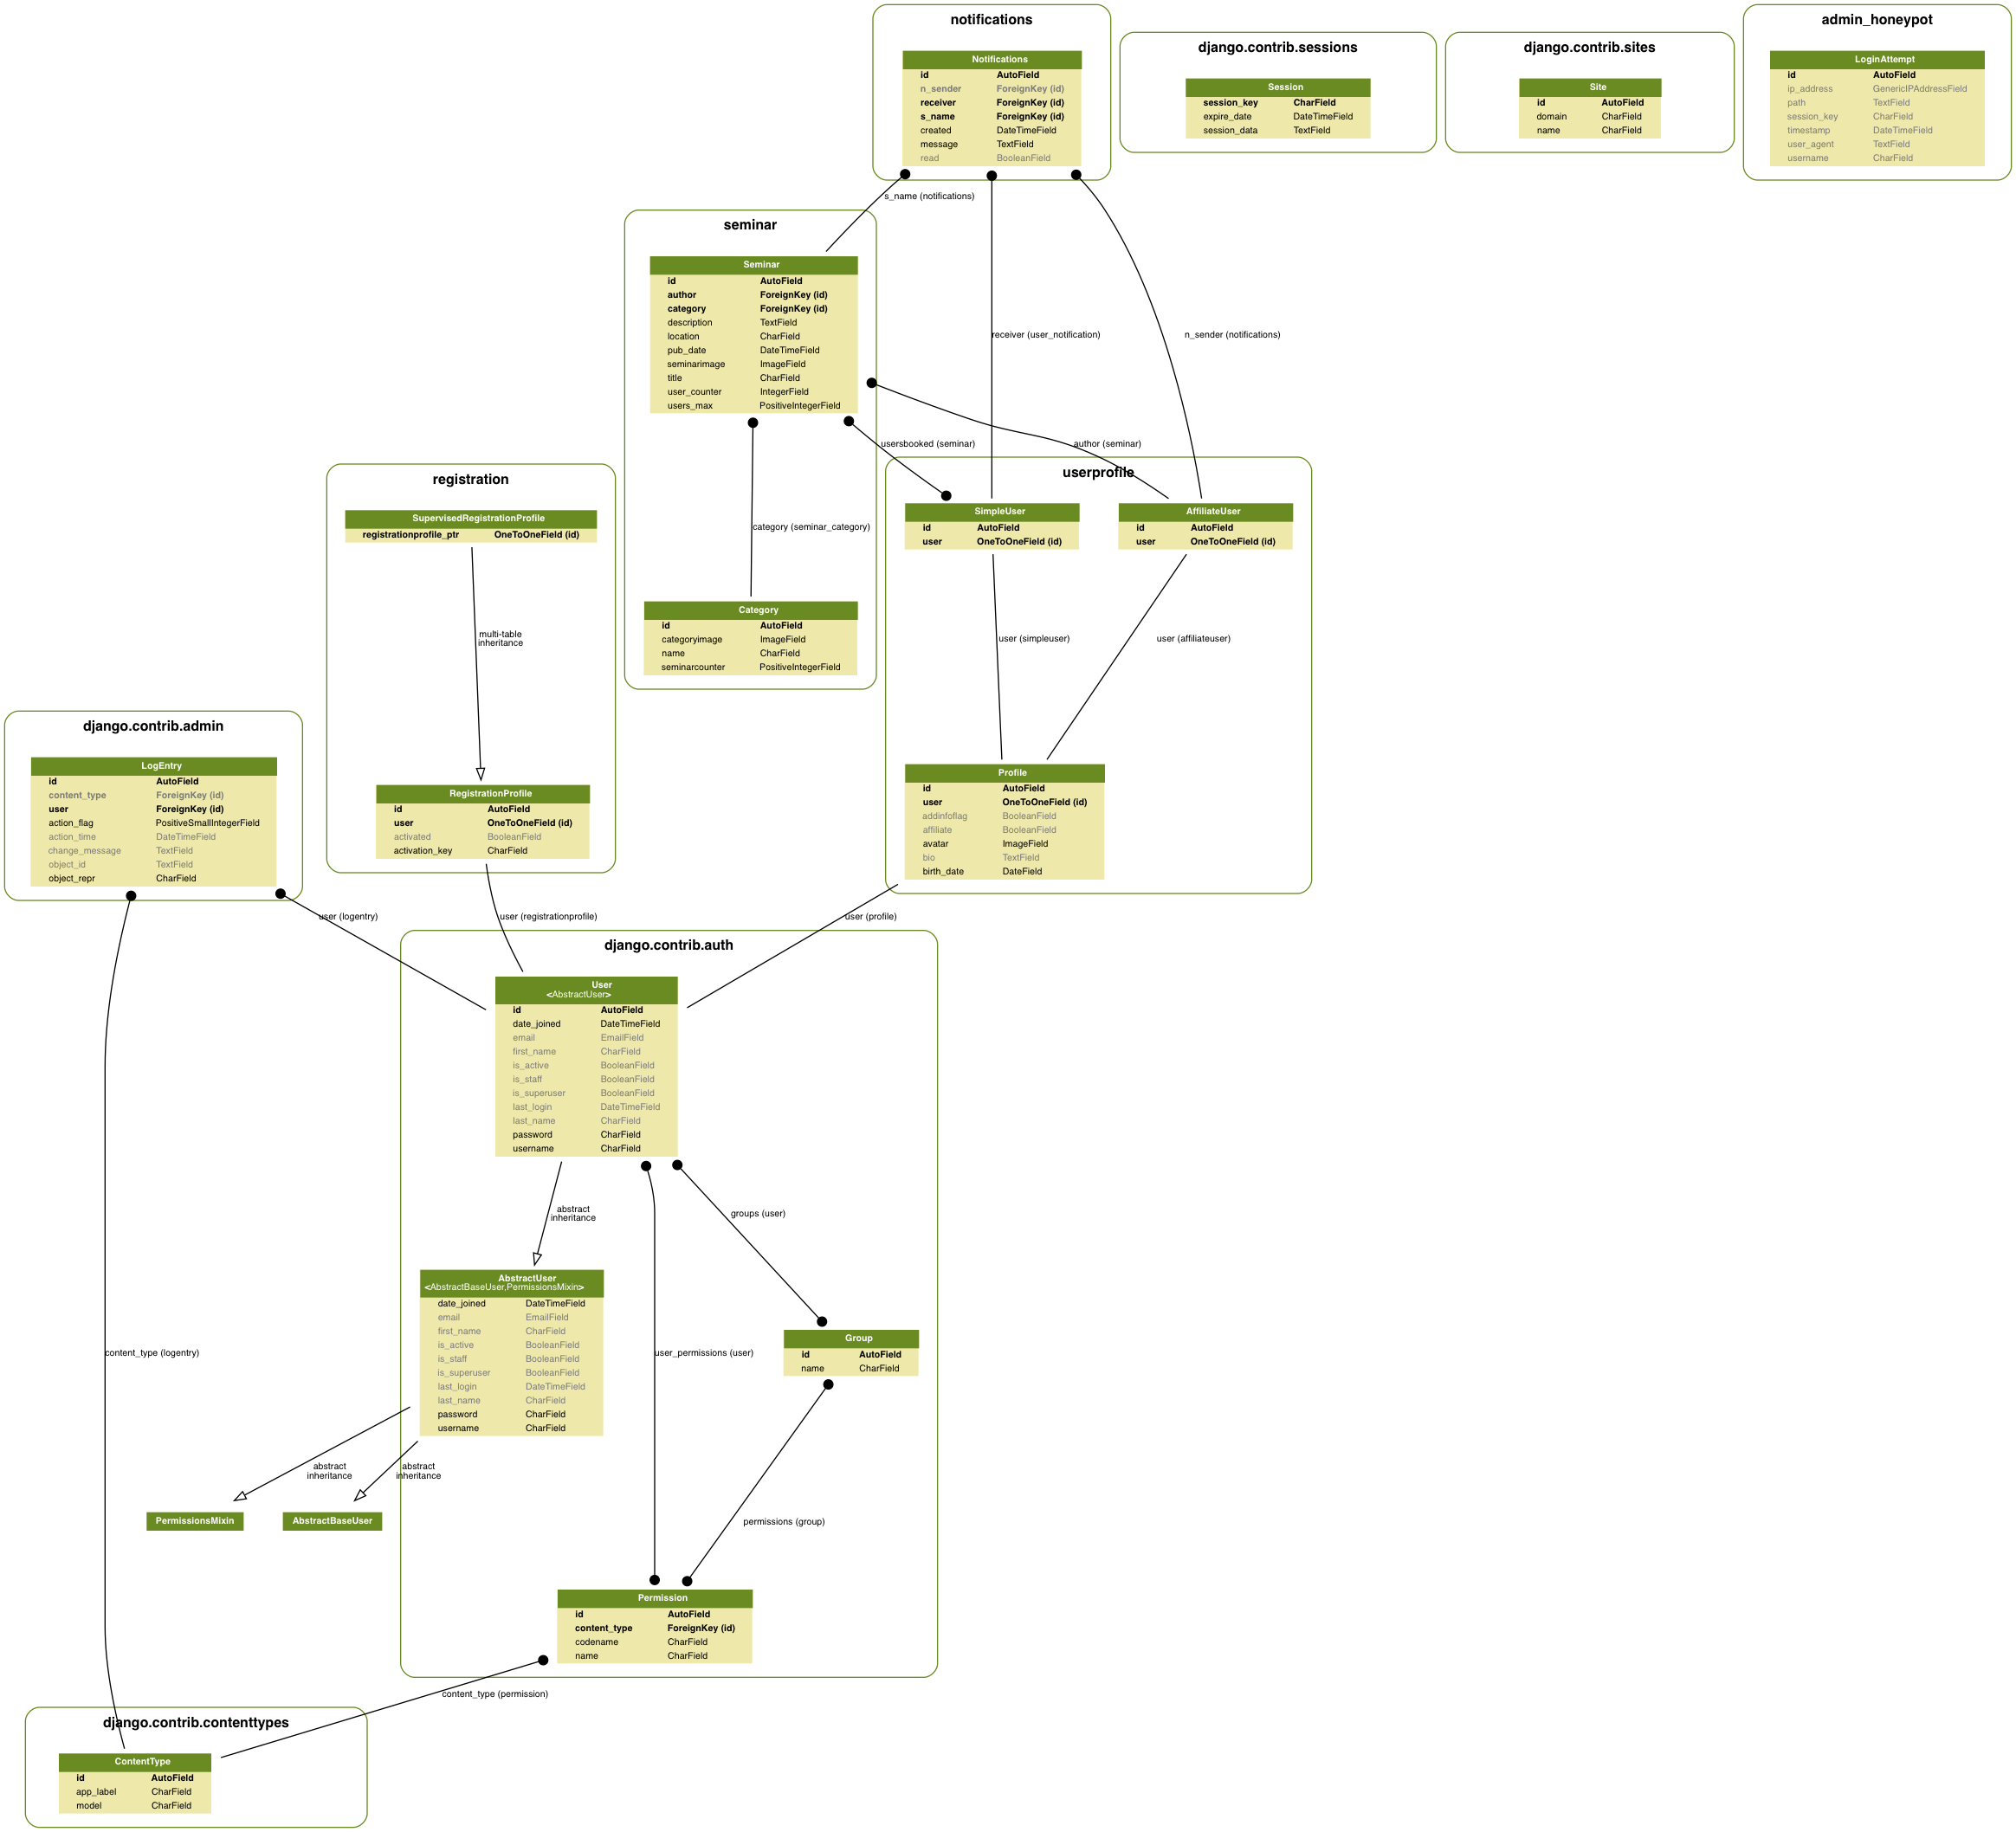 notifications
Notifications
id AutoField
n_sender ForeignKey (id)
receiver ForeignKey (id)
s_name ForeignKey (id)
created DateTimeField
message TextField
read BooleanField
django.contrib.sessions
Session
session_key CharField
expire_date DateTimeField
session_data TextField
django.contrib.sites
Site
id AutoField
domain CharField
name CharField
admin_honeypot
LoginAttempt
id AutoField
ip_address GenericIPAddressField
path TextField
session_key CharField
timestamp DateTimeField
user_agent TextField
username CharField
s_name (notifications)
receiver (user_notification)
n_sender (notifications)
seminar
Seminar
id AutoField
author ForeignKey (id)
category ForeignKey (id)
description TextField
location CharField
pub_date DateTimeField
seminarimage ImageField
title CharField
user_counter IntegerField
users_max PositiveIntegerField
usersbooked (seminar)
author (seminar)
category (seminar_category)
Category
id AutoField
categoryimage ImageField
name CharField
seminarcounter PositiveIntegerField
userprofile
SimpleUser
id AutoField
user OneToOneField (id)
AffiliateUser
id AutoField
user OneToOneField (id)
user (simpleuser)
user (affiliateuser)
Profile
id AutoField
user OneToOneField (id)
addinfoflag BooleanField
affiliate BooleanField
avatar ImageField
bio TextField
birth_date DateField
registration
SupervisedRegistrationProfile
registrationprofile_ptr OneToOneField (id)
multi-table
inheritance
RegistrationProfile
id AutoField
user OneToOneField (id)
activated BooleanField
activation_key CharField
django.contrib.admin
LogEntry
id AutoField
content_type ForeignKey (id)
user ForeignKey (id)
action_flag PositiveSmallIntegerField
action_time DateTimeField
change_message TextField
object_id TextField
object_repr CharField
user (logentry)
user (registrationprofile)
user (profile)
django.contrib.auth
User
<AbstractUser>
id AutoField
date_joined DateTimeField
email EmailField
first_name CharField
is_active BooleanField
is_staff BooleanField
is_superuser BooleanField
last_login DateTimeField
last_name CharField
password CharField
username CharField
abstract
inheritance
groups (user)
AbstractUser
<AbstractBaseUser,PermissionsMixin>
date_joined DateTimeField
email EmailField
first_name CharField
is_active BooleanField
is_staff BooleanField
is_superuser BooleanField
last_login DateTimeField
last_name CharField
password CharField
username CharField
content_type (logentry)
user_permissions (user)
Group
id AutoField
name CharField
abstract
inheritance
abstract
inheritance
PermissionsMixin
AbstractBaseUser
permissions (group)
Permission
id AutoField
content_type ForeignKey (id)
codename CharField
name CharField
content_type (permission)
django.contrib.contenttypes
ContentType
id AutoField
app_label CharField
model CharField